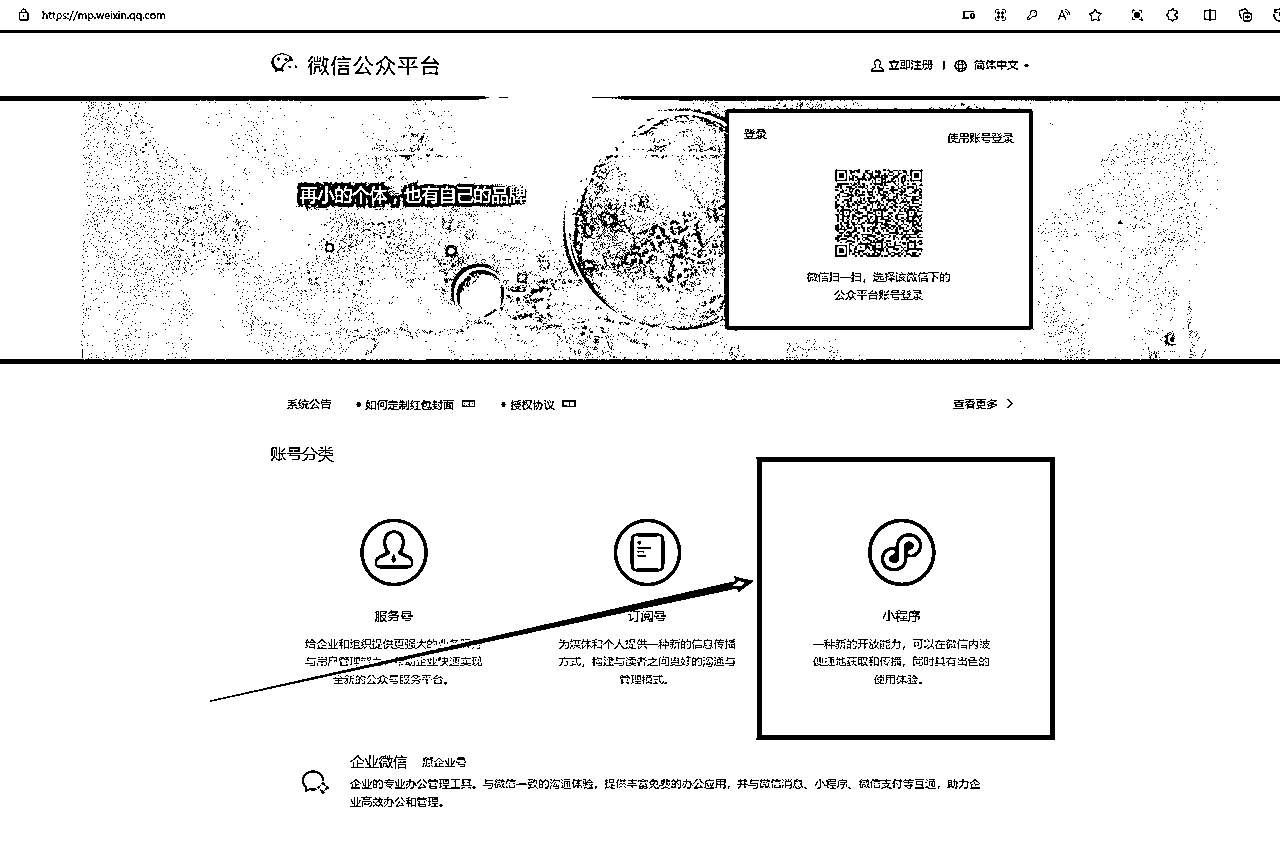 https://mp.weixin.qq.com
微信公众平台
立即注册 | 简体中文
登录
使用账号登录
再小的个体，也有自己的品牌
微信扫一扫，选择该微信下的
公众平台账号登录
系统公告
如何定制红包封面
授权协议
查看更多
账号分类
服务号
给企业和组织提供更强大的业务服务
与用户管理能力，帮助企业快速实现
全新的公众号服务平台。
订阅号
为媒体和个人提供一种新的信息传播
方式，构建与读者之间更好的沟通与
管理模式。
小程序
一种新的开放能力，可以在微信内被
便捷地获取和传播，同时具有出色的
使用体验。
企业微信 原企业号
企业的专业办公管理工具。与微信一致的沟通体验，提供丰富免费的办公应用，并与微信消息、小程序、微信支付等互通，助力企
业高效办公和管理。